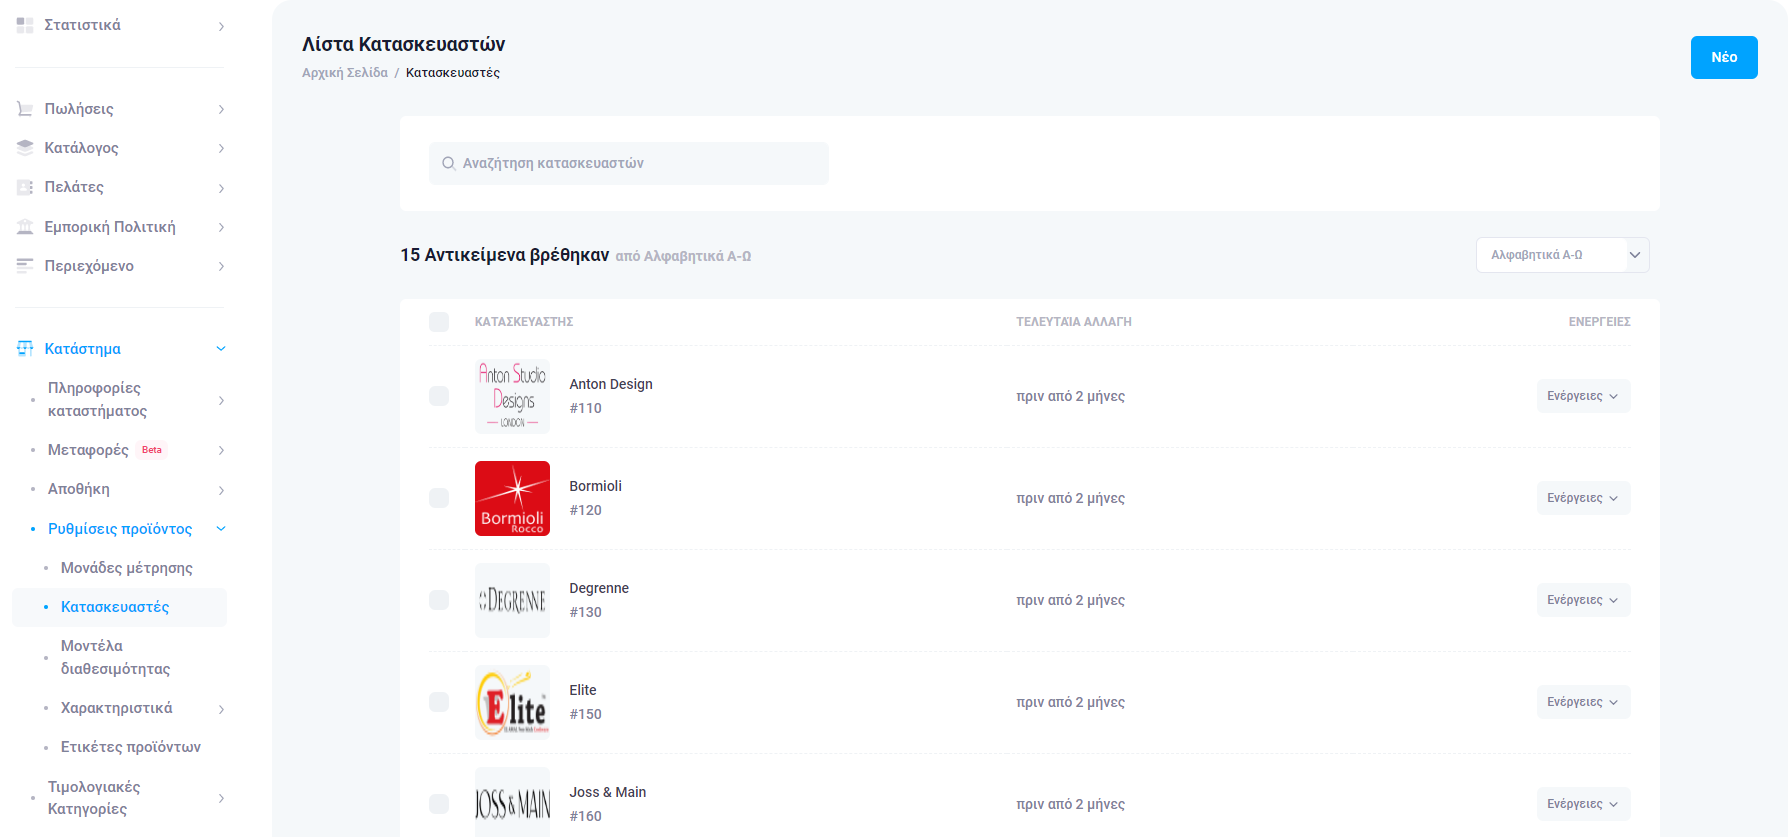 Στατιστικά
Πωλήσεις
Κατάλογος
Πελάτες
Εμπορική Πολιτική
Περιεχόμενο
Κατάστημα
Πληροφορίες
καταστήματος
Μεταφορές Beta
Αποθήκη
Ρυθμίσεις προϊόντος
Μονάδες μέτρησης
Κατασκευαστές
Μοντέλα
διαθεσιμότητας
Χαρακτηριστικά
Ετικέτες προϊόντων
Τιμολογιακές
Κατηγορίες
Λίστα Κατασκευαστών
Αρχική Σελίδα / Κατασκευαστές
Νέο
Αναζήτηση κατασκευαστών
15 Αντικείμενα βρέθηκαν από Αλφαβητικά Α-Ω
Αλφαβητικά Α-Ω
ΚΑΤΑΣΚΕΥΑΣΤΗΣ ΤΕΛΕΥΤΑΊΑ ΑΛΛΑΓΗ ΕΝΕΡΓΕΙΕΣ
Anton Studio
Designs
LONDON
Anton Design
#110
πριν από 2 μήνες
Ενέργειες
Bormioli
Rocco
Bormioli
#120
πριν από 2 μήνες
Ενέργειες
DEGRENNE
Degrenne
#130
πριν από 2 μήνες
Ενέργειες
Elite
Elite
#150
πριν από 2 μήνες
Ενέργειες
JOSS & MAIN
Joss & Main
#160
πριν από 2 μήνες
Ενέργειες